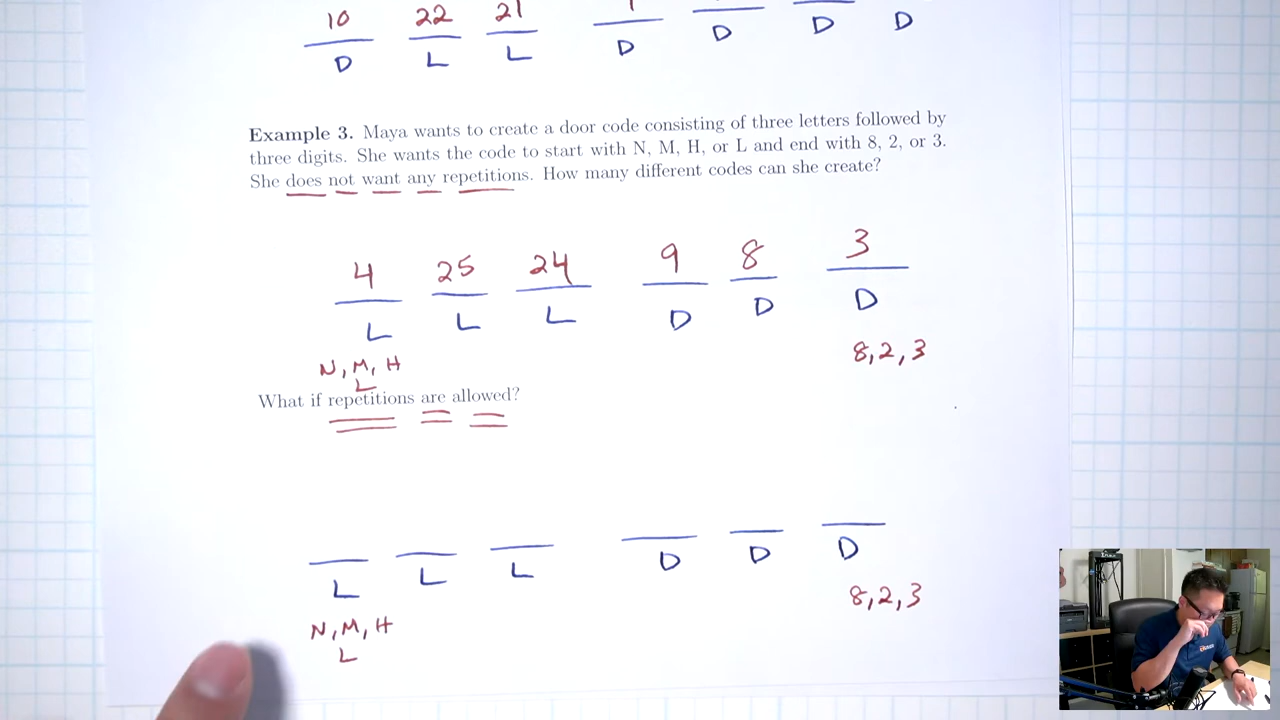 10 22 21
D L L D D D D
Example 3. Maya wants to create a door code consisting of three letters followed by
three digits. She wants the code to start with N, M, H, or L and end with 8, 2, or 3.
She does not want any repetitions. How many different codes can she create?
4 25 24 9 8 3
L L L D D D
N, M, H 8, 2, 3
L
What if repetitions are allowed?
L L L D D D
N, M, H 8, 2, 3
L